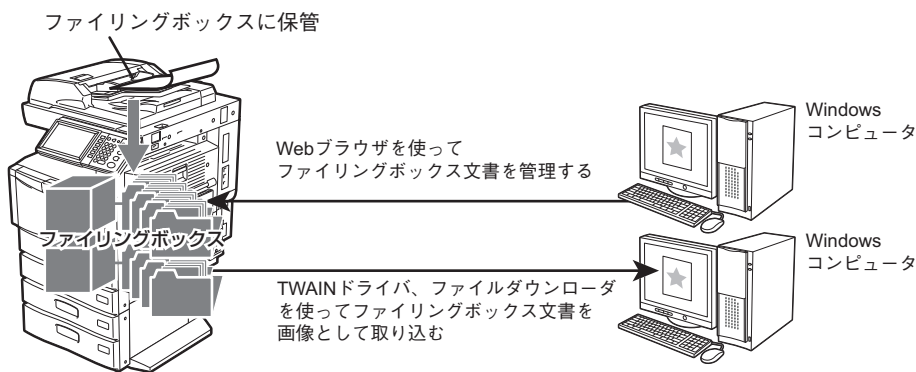 ファイリングボックスに保管
Webブラウザを使って
ファイリングボックス文書を管理する
Windows
コンピュータ
ファイリングボックス
Windows
コンピュータ
TWAINドライバ、ファイルダウンローダ
を使ってファイリングボックス文書を
画像として取り込む